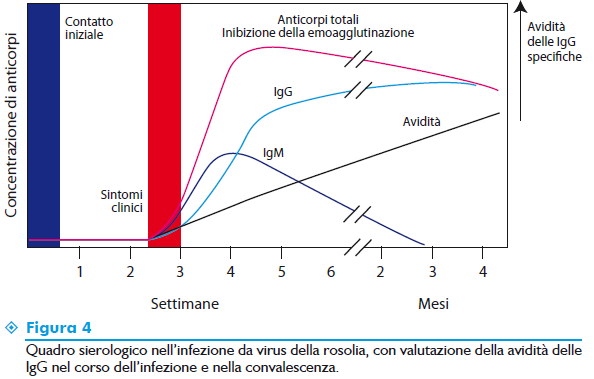 Contatto
iniziale
Anticorpi totali
Inibizione della emoagglutinazione
Avidità
delle IgG
specifiche
Concentrazione di anticorpi
IgG
Avidità
IgM
Sintomi
clinici
1 2 3 4 5 6 2 3 4
Settimane Mesi
Figura 4
Quadro sierologico nell'infezione da virus della rosolia, con valutazione della avidità delle
IgG nel corso dell'infezione e nella convalescenza.